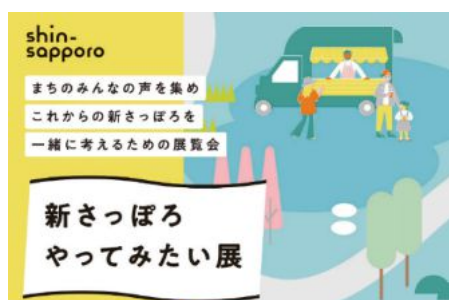 shin-
sapporo
まちのみんなの声を集め
これからの新さっぽろを
一緒に考えるための展覧会
新さっぽろ
やってみたい展